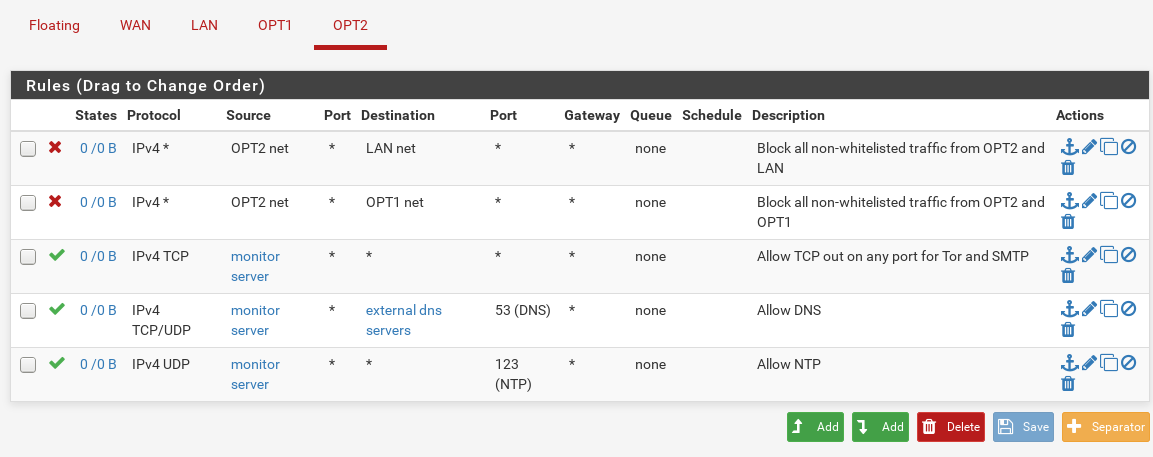 Floating WAN LAN OPT1 OPT2
Rules (Drag to Change Order)
States Protocol Source Port Destination Port Gateway Queue Schedule Description Actions
0 /0 B IPv4 * OPT2 net * LAN net * * none Block all non-whitelisted traffic from OPT2 and
LAN
0 /0 B IPv4 * OPT2 net * OPT1 net * * none Block all non-whitelisted traffic from OPT2 and
OPT1
0 /0 B IPv4 TCP monitor * * * * none Allow TCP out on any port for Tor and SMTP
server
0 /0 B IPv4 monitor * external dns 53 (DNS) * none Allow DNS
TCP/UDP server servers
0 /0 B IPv4 UDP monitor * * 123 * none Allow NTP
server (NTP)
Add Add Delete Save Separator